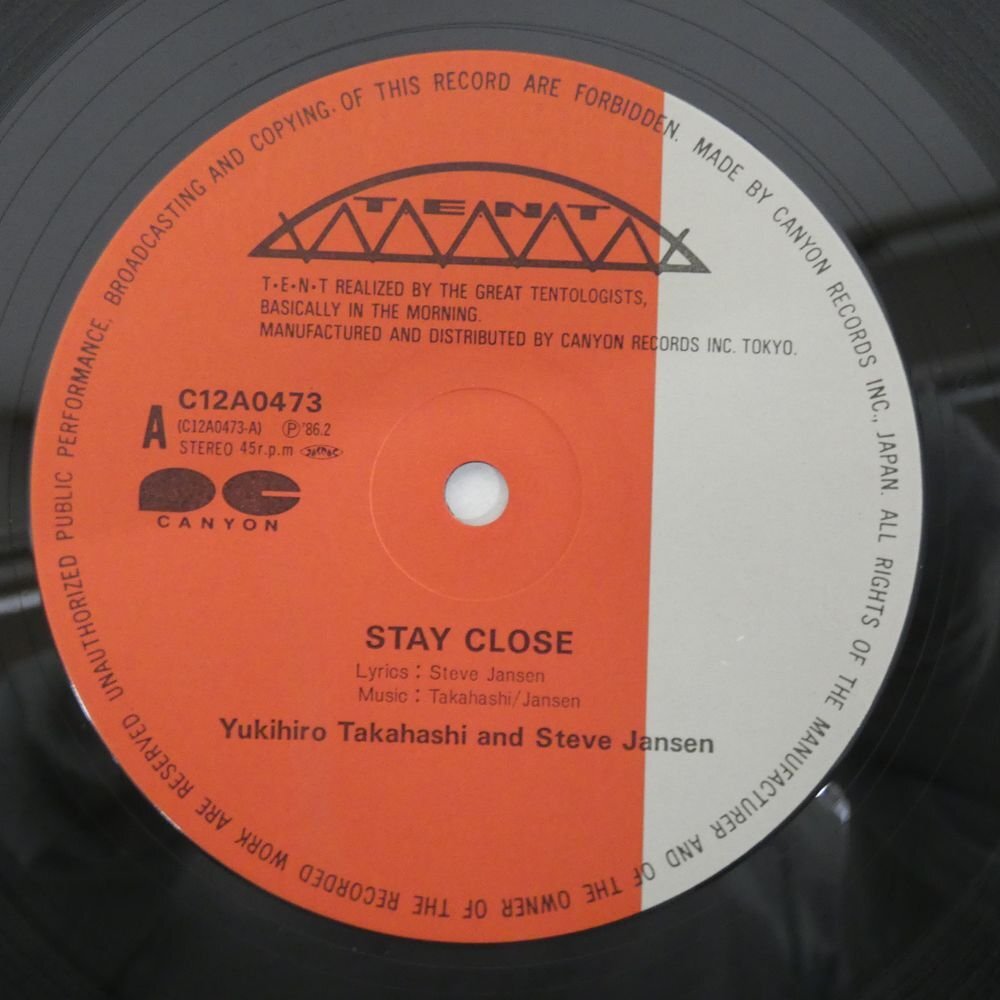 MADE BY CANYON RECORDS INC., JAPAN. ALL RIGHTS OF THE MANUFACTURER AND OF THE OWNER OF THE RECORDED WORK ARE RESERVED UNAUTHORIZED PUBLIC PERFORMANCE, BROADCASTING AND COPYING. OF THIS RECORD ARE FORBIDDEN.
TENT
T・E・N・T REALIZED BY THE GREAT TENTOLOGISTS,
BASICALLY IN THE MORNING.
MANUFACTURED AND DISTRIBUTED BY CANYON RECORDS INC. TOKYO.
A
C12A0473
(C12A0473-A) Ⓟ'86.2
STEREO 45r.p.m JASRAC
CANYON
STAY CLOSE
Lyrics : Steve Jansen
Music : Takahashi/Jansen
Yukihiro Takahashi and Steve Jansen